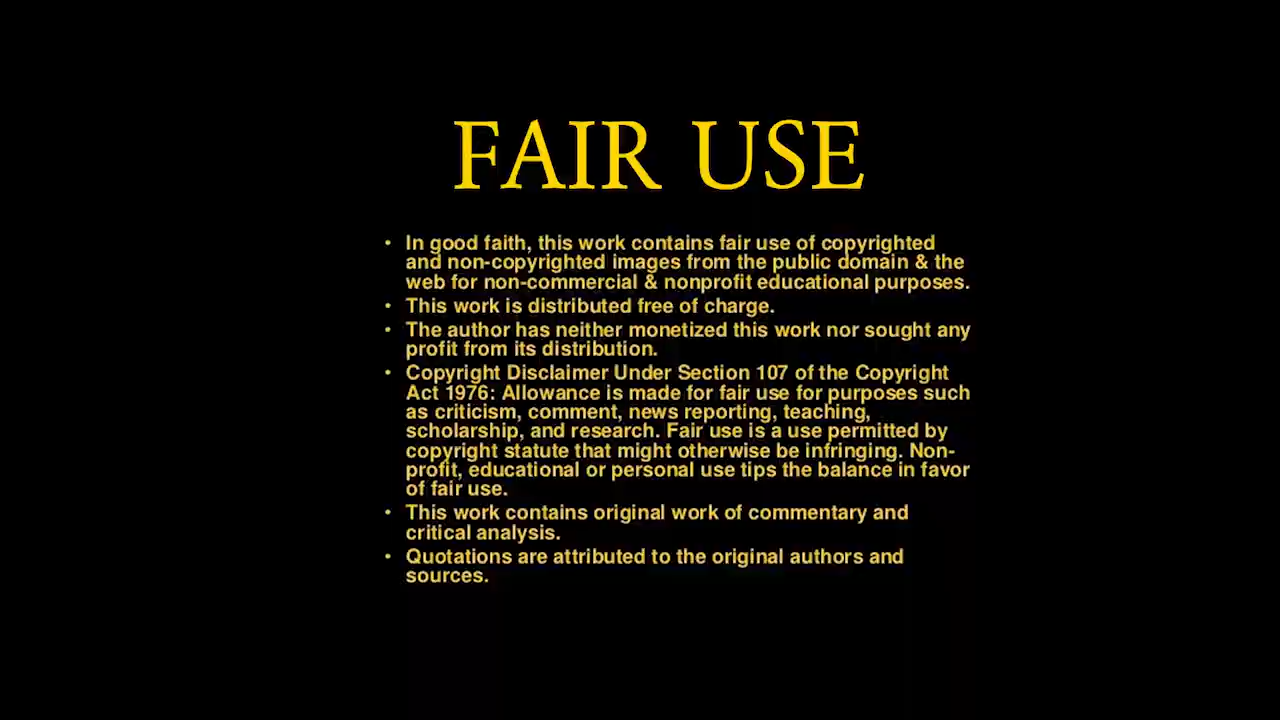 FAIR USE
• In good faith, this work contains fair use of copyrighted
and non-copyrighted images from the public domain & the
web for non-commercial & nonprofit educational purposes.
• This work is distributed free of charge.
• The author has neither monetized this work nor sought any
profit from its distribution.
• Copyright Disclaimer Under Section 107 of the Copyright
Act 1976: Allowance is made for fair use for purposes such
as criticism, comment, news reporting, teaching,
scholarship, and research. Fair use is a use permitted by
copyright statute that might otherwise be infringing. Non-
profit, educational or personal use tips the balance in favor
of fair use.
• This work contains original work of commentary and
critical analysis.
• Quotations are attributed to the original authors and
sources.